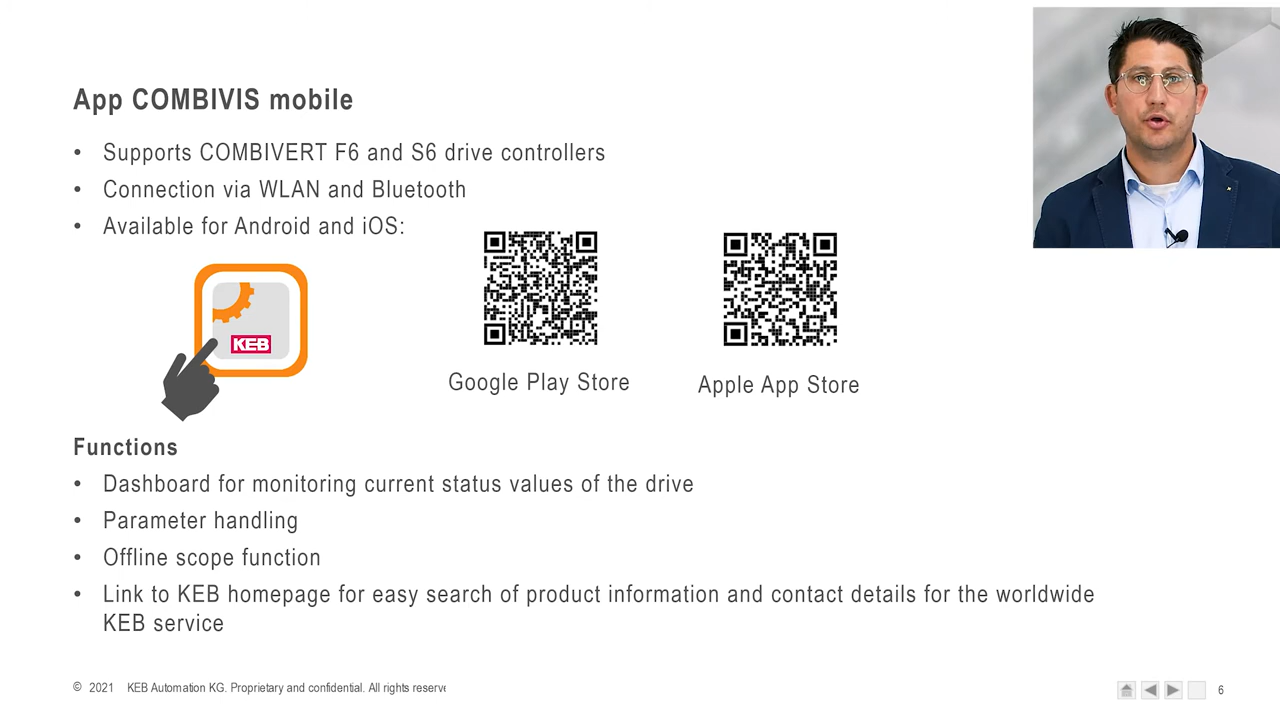 App COMBIVIS mobile
• Supports COMBIVERT F6 and S6 drive controllers
• Connection via WLAN and Bluetooth
• Available for Android and iOS:
KEB
Google Play Store
Apple App Store
Functions
• Dashboard for monitoring current status values of the drive
• Parameter handling
• Offline scope function
• Link to KEB homepage for easy search of product information and contact details for the worldwide
KEB service
© 2021 KEB Automation KG. Proprietary and confidential. All rights reserve
6